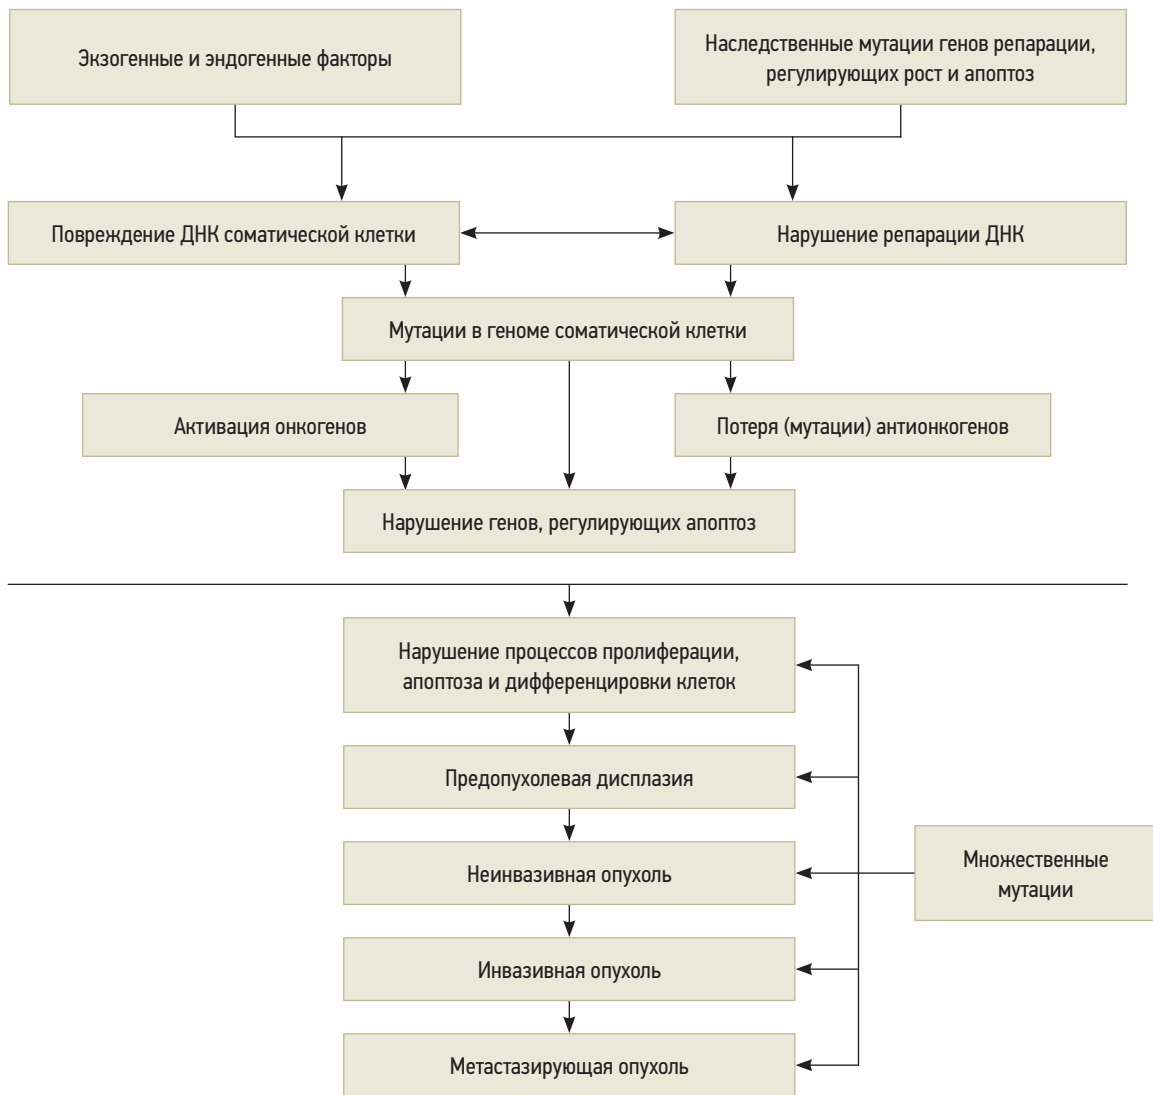 Экзогенные и эндогенные факторы
Наследственные мутации генов репарации,
регулирующих рост и апоптоз
Повреждение ДНК соматической клетки
Нарушение репарации ДНК
Мутации в геноме соматической клетки
Активация онкогенов
Потеря (мутации) антионкогенов
Нарушение генов, регулирующих апоптоз
Нарушение процессов пролиферации,
апоптоза и дифференцировки клеток
Предопухолевая дисплазия
Неинвазивная опухоль
Множественные
мутации
Инвазивная опухоль
Метастазирующая опухоль